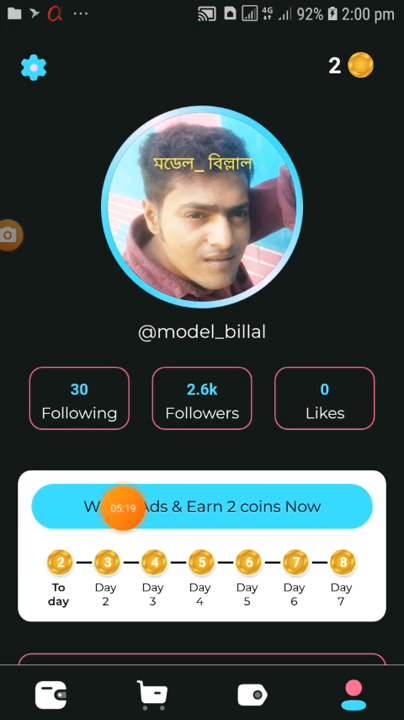 4G
92%
2:00 pm
2
মডেল_ বিল্লাল
@model_billal
30
2.6k
0
Following
Followers
Likes
05:19
Ads & Earn 2 coins Now
2 3 4 5 6 7 8
To day
Day 2
Day 3
Day 4
Day 5
Day 6
Day 7